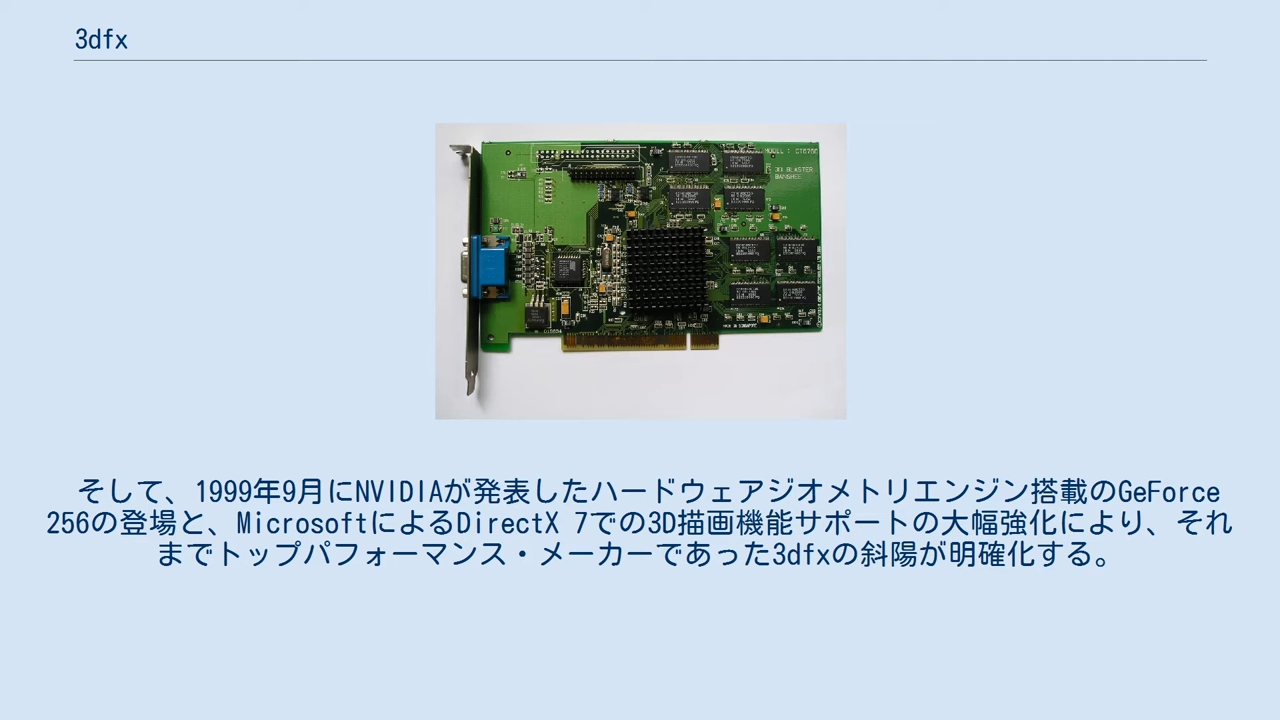 3dfx
MODEL : CT6760
3D BLASTER
BANSHEE
そして、1999年9月にNVIDIAが発表したハードウェアジオメトリエンジン搭載のGeForce
256の登場と、MicrosoftによるDirectX 7での3D描画機能サポートの大幅強化により、それ
までトップパフォーマンス・メーカーであった3dfxの斜陽が明確化する。